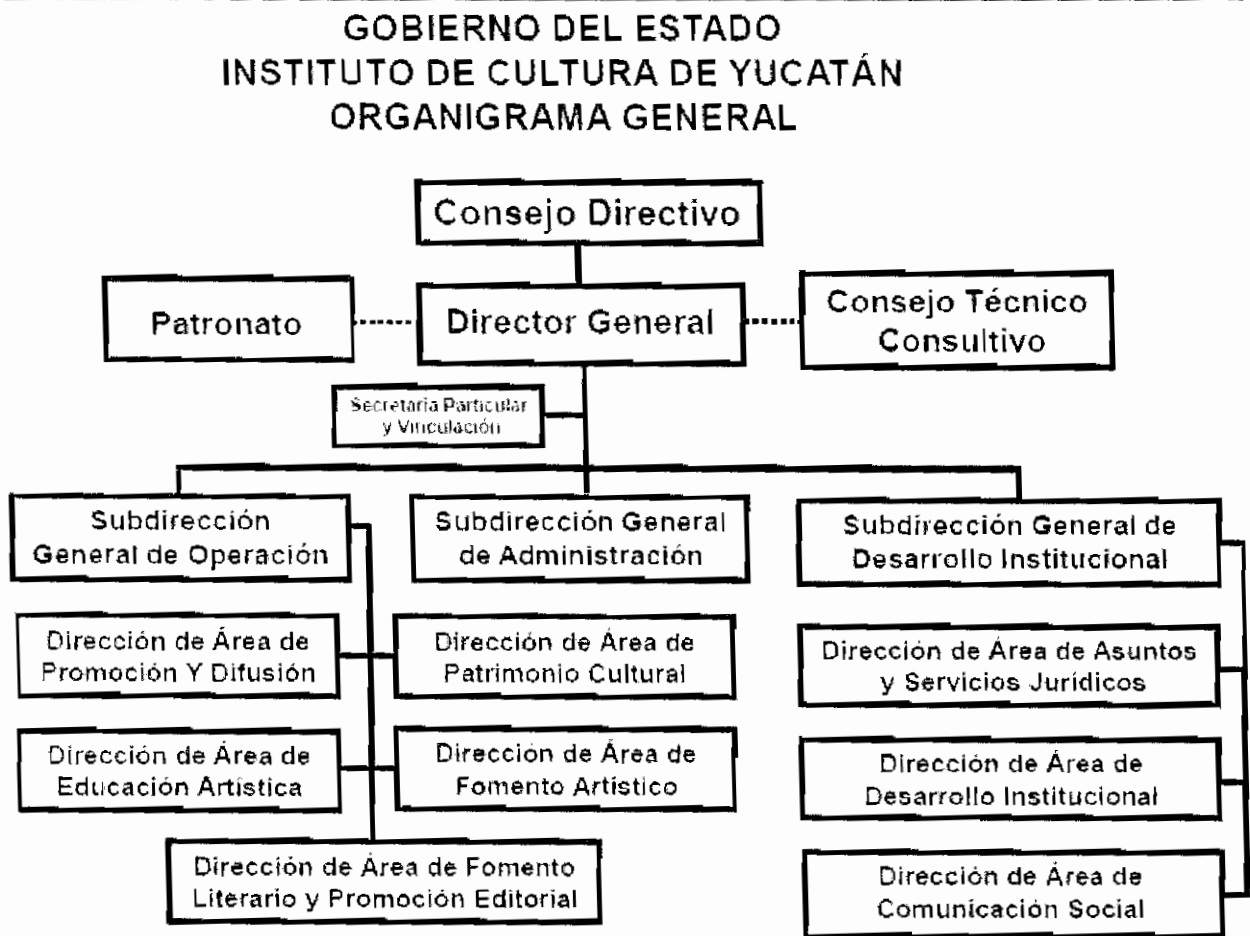 GOBIERNO DEL ESTADO
INSTITUTO DE CULTURA DE YUCATÁN
ORGANIGRAMA GENERAL
Consejo Directivo
Patronato
Director General
Consejo Técnico
Consultivo
Secretaria Particular
y Vinculación
Subdirección
General de Operación
Subdirección General
de Administración
Subdirección General de
Desarrollo Institucional
Dirección de Área de
Promoción Y Difusión
Dirección de Área de
Patrimonio Cultural
Dirección de Área de Asuntos
y Servicios Jurídicos
Dirección de Área de
Educación Artística
Dirección de Área de
Fomento Artístico
Dirección de Área de
Desarrollo Institucional
Dirección de Área de Fomento
Literario y Promoción Editorial
Dirección de Área de
Comunicación Social